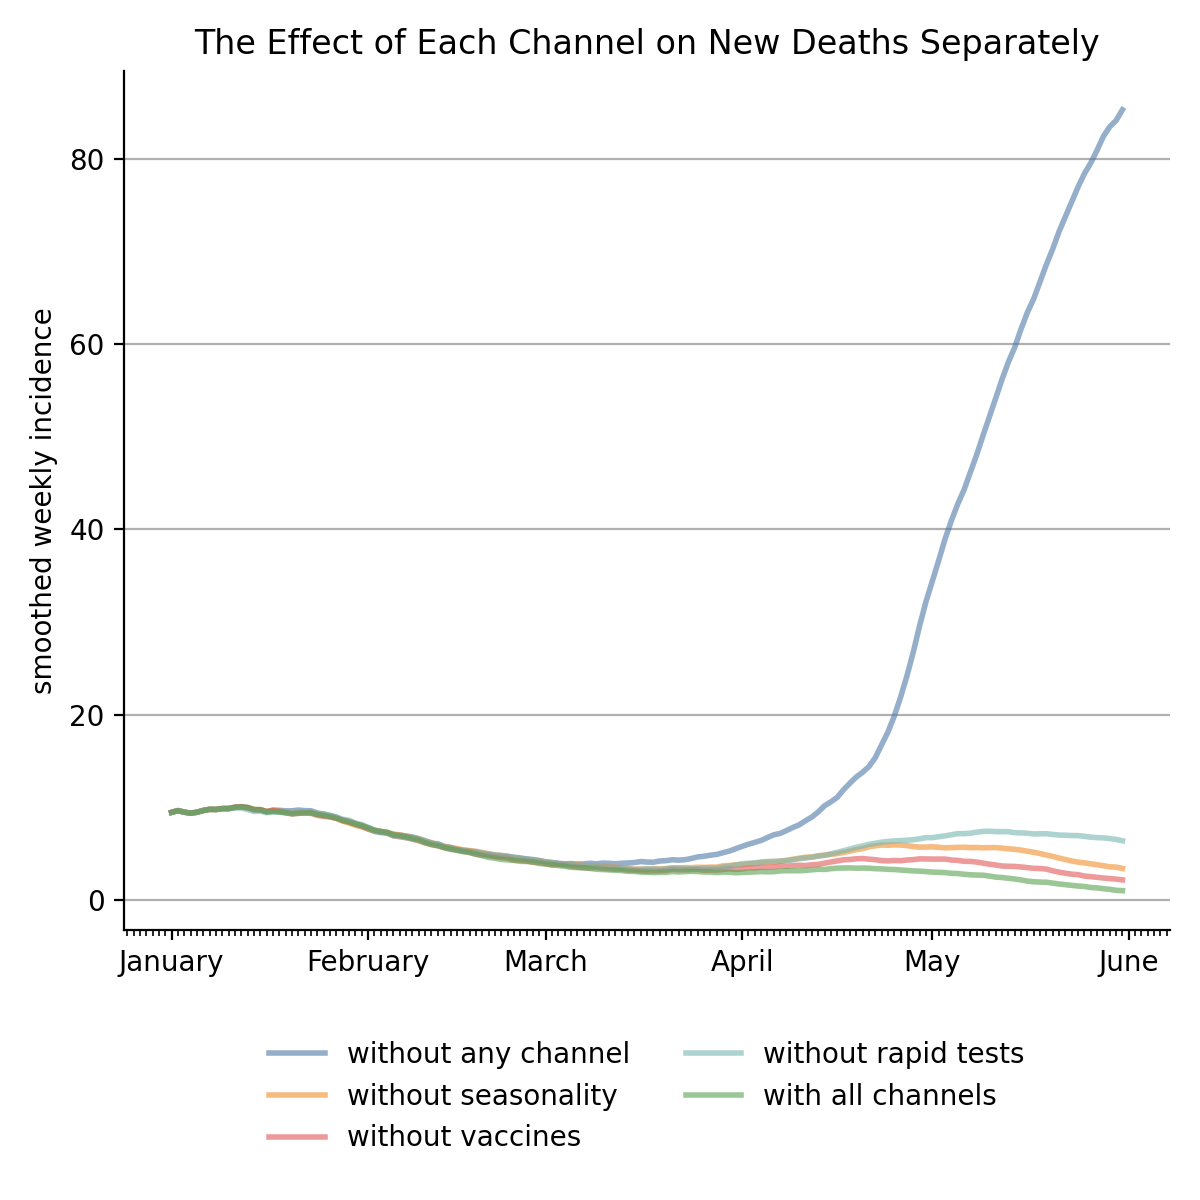 The Effect of Each Channel on New Deaths Separately
smoothed weekly incidence
80
60
40
20
0
January February March April May June
without any channel
without seasonality
without vaccines
without rapid tests
with all channels